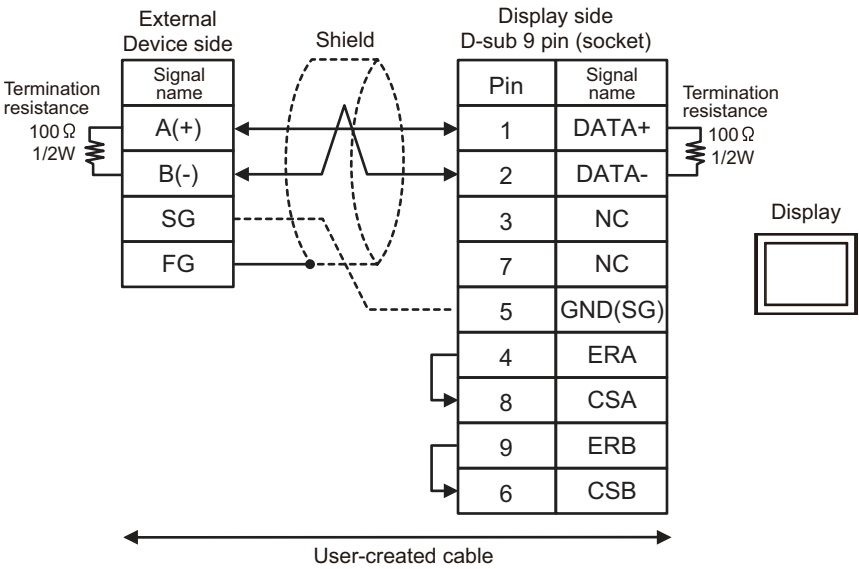 External
Device side
Shield
Display side
D-sub 9 pin (socket)
Termination
resistance
100Ω
1/2W
Signal
name
A(+)
B(-)
SG
FG
Pin
Signal
name
1 DATA+
2 DATA-
3 NC
7 NC
5 GND(SG)
4 ERA
8 CSA
9 ERB
6 CSB
Termination
resistance
100Ω
1/2W
Display
User-created cable